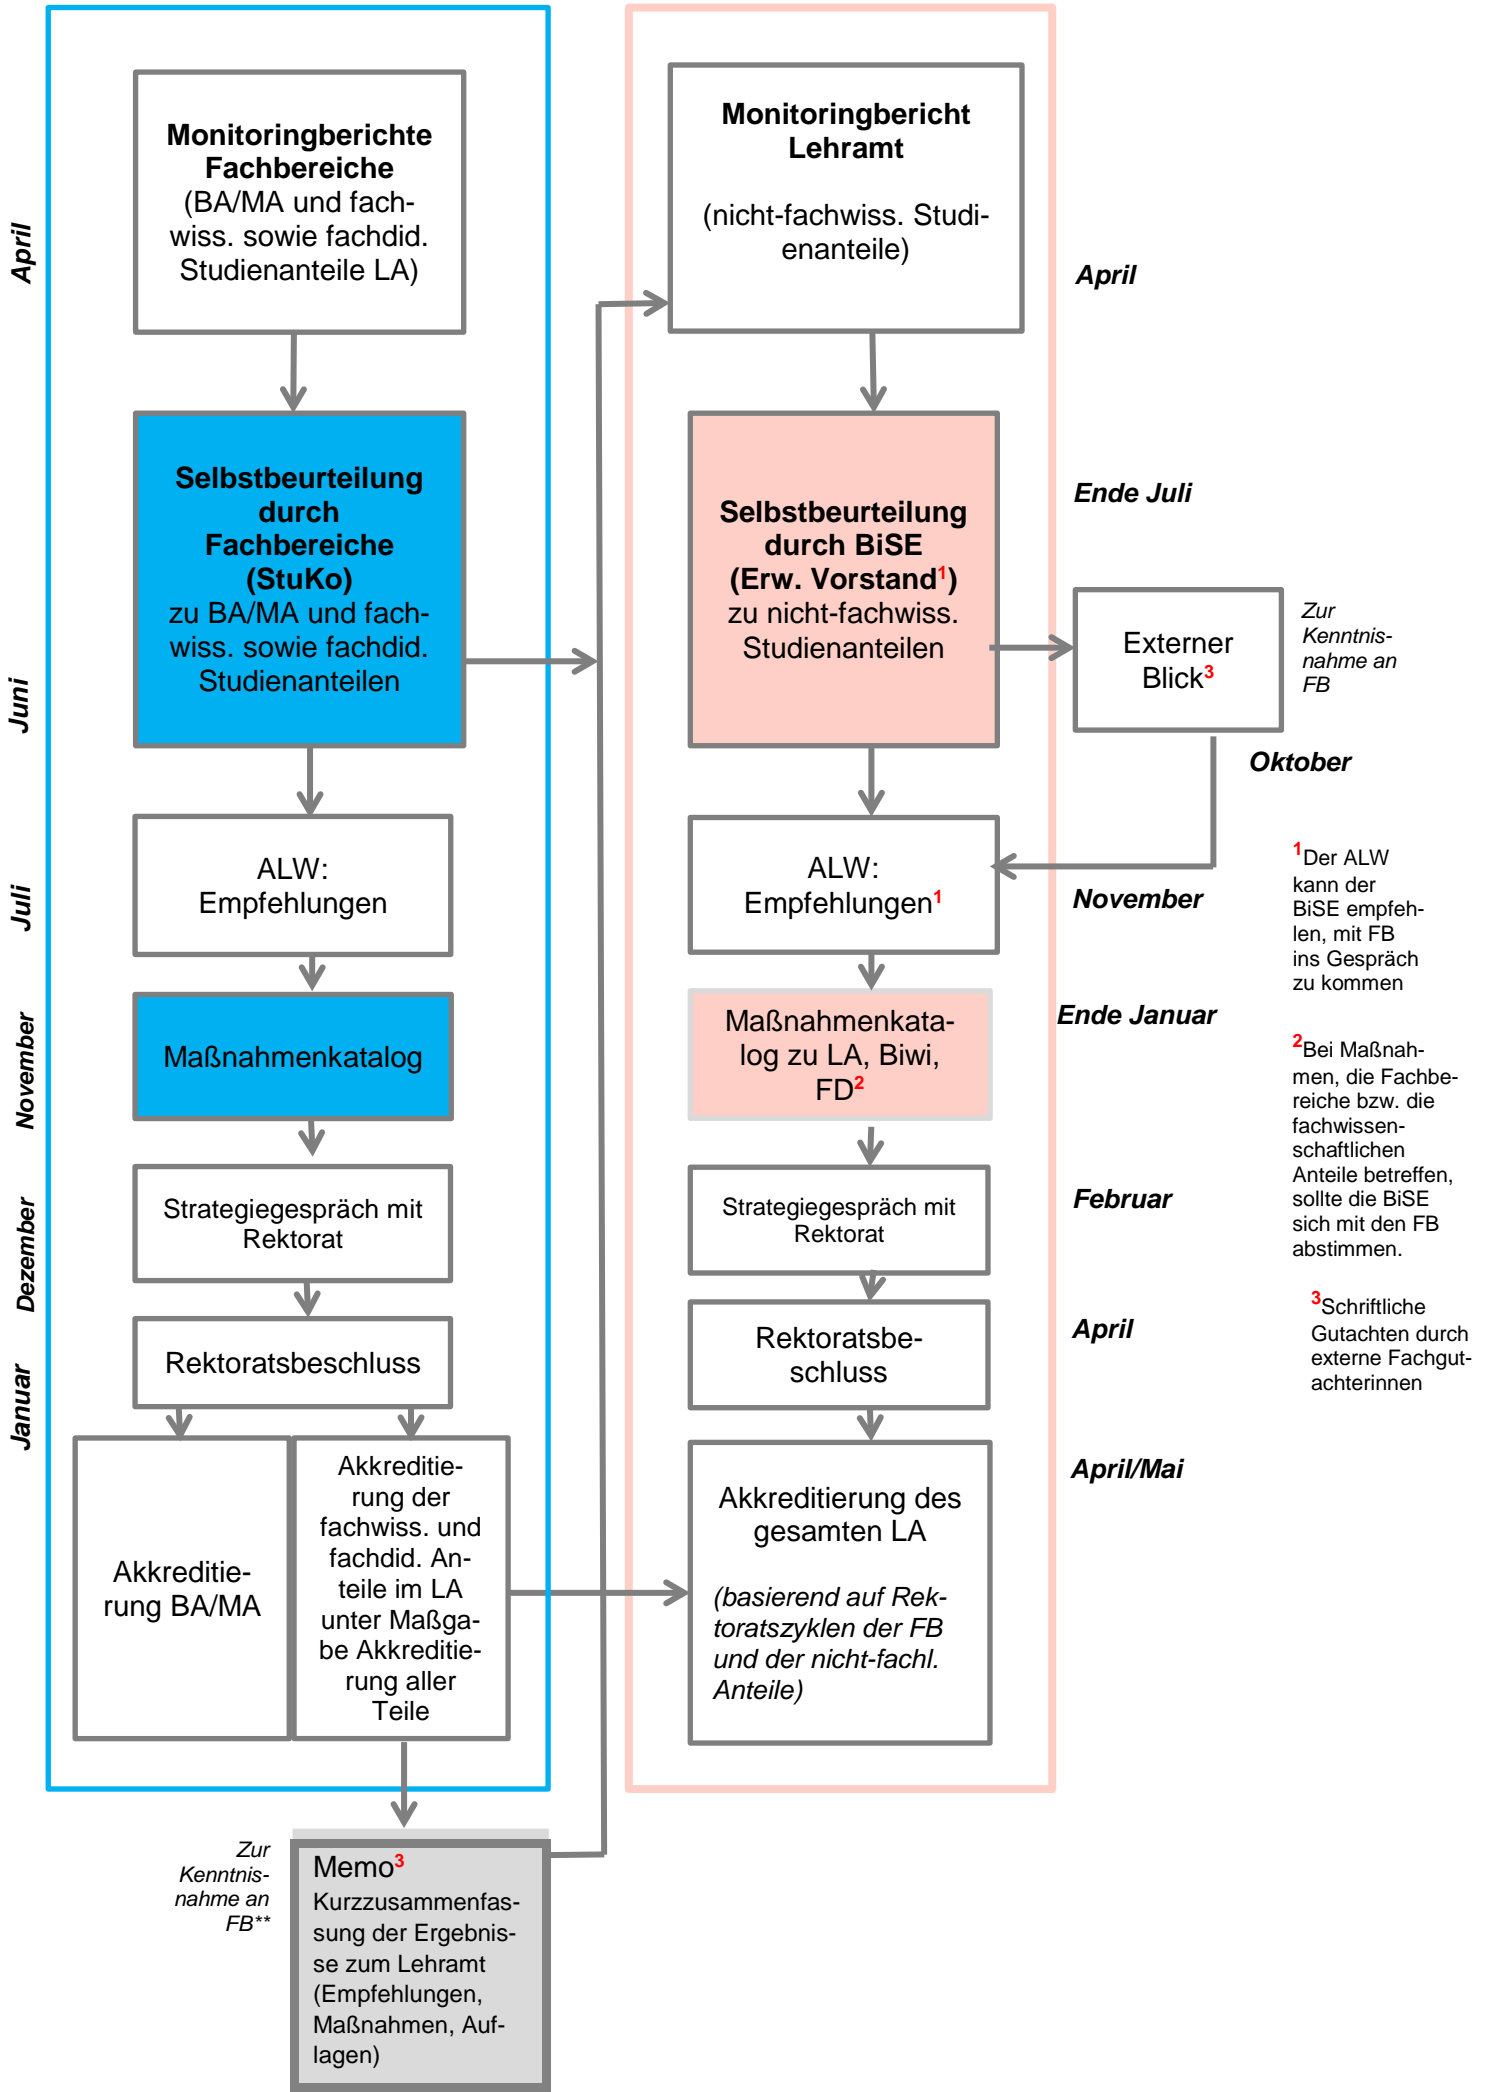 April
Monitoringberichte
Fachbereiche
(BA/MA und fach-
wiss. sowie fachdid.
Studienanteile LA)
Juni
Selbstbeurteilung
durch
Fachbereiche
(StuKo)
zu BA/MA und fach-
wiss. sowie fachdid.
Studienanteilen
Juli
ALW:
Empfehlungen
November
Maßnahmenkatalog
Dezember
Strategiegespräch mit
Rektorat
Januar
Rektoratsbeschluss
Akkreditie-
rung BA/MA
Akkreditie-
rung der
fachwiss. und
fachdid. An-
teile im LA
unter Maßga-
be Akkreditie-
rung aller
Teile
Zur
Kenntnis-
nahme an
FB**
Memo3
Kurzzusammenfas-
sung der Ergebnis-
se zum Lehramt
(Empfehlungen,
Maßnahmen, Auf-
lagen)
Monitoringbericht
Lehramt
(nicht-fachwiss. Studi-
enanteile)
April
Selbstbeurteilung
durch BiSE
(Erw. Vorstand1)
zu nicht-fachwiss.
Studienanteilen
Ende Juli
Externer
Blick3
Zur
Kenntnis-
nahme an
FB
Oktober
ALW:
Empfehlungen1
November
Maßnahmenkata-
log zu LA, Biwi,
FD2
Ende Januar
Strategiegespräch mit
Rektorat
Februar
Rektoratsbe-
schluss
April
Akkreditierung des
gesamten LA
(basierend auf Rek-
toratszyklen der FB
und der nicht-fachl.
Anteile)
April/Mai
1Der ALW
kann der
BiSE empfeh-
len, mit FB
ins Gespräch
zu kommen
2Bei Maßnah-
men, die Fachbe-
reiche bzw. die
fachwissen-
schaftlichen
Anteile betreffen,
sollte die BiSE
sich mit den FB
abstimmen.
3Schriftliche
Gutachten durch
externe Fachgut-
achterinnen